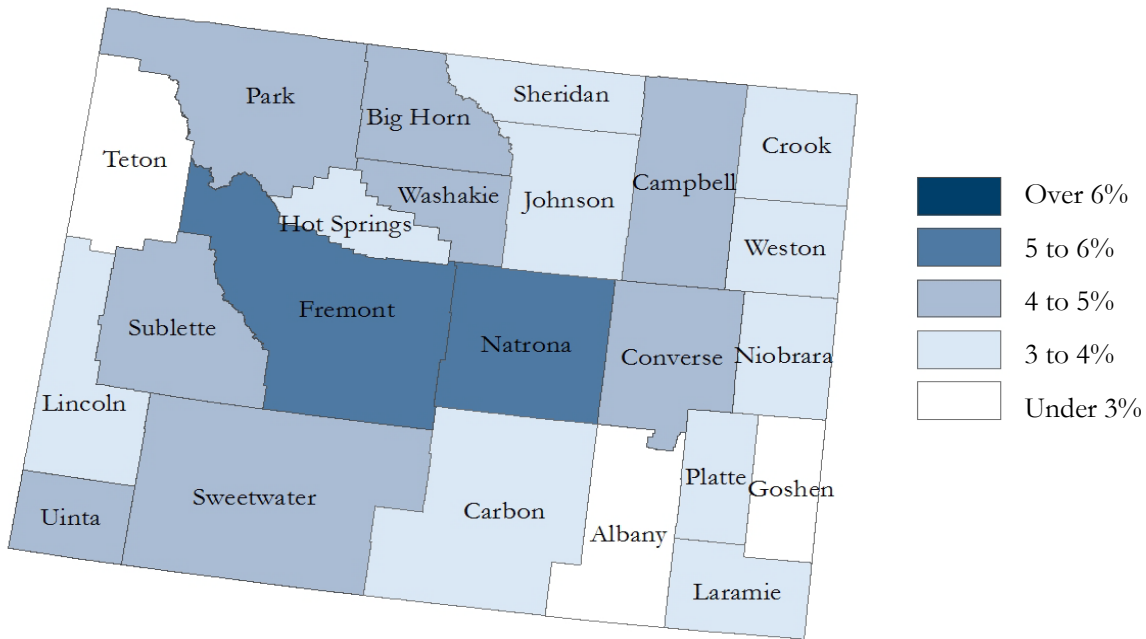 Park
Big Horn
Sheridan
Crook
Teton
Washakie
Johnson
Campbell
Hot Springs
Weston
Sublette
Fremont
Natrona
Converse
Niobrara
Lincoln
Uinta
Sweetwater
Carbon
Albany
Platte
Goshen
Laramie
Over 6%
5 to 6%
4 to 5%
3 to 4%
Under 3%